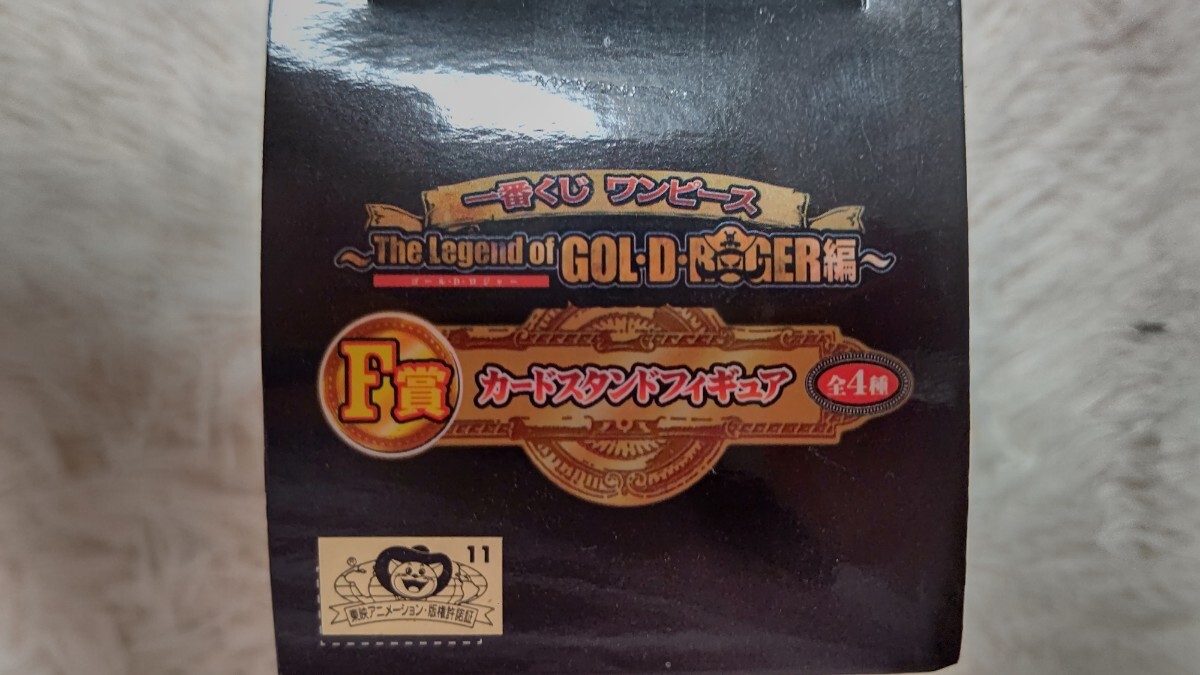 一番くじ ワンピース
～The Legend of GOL・D・ROGER編～
ゴール・D・ロジャー
F賞 カードスタンドフィギュア 全4種
11
東映アニメーション・版権許諾証